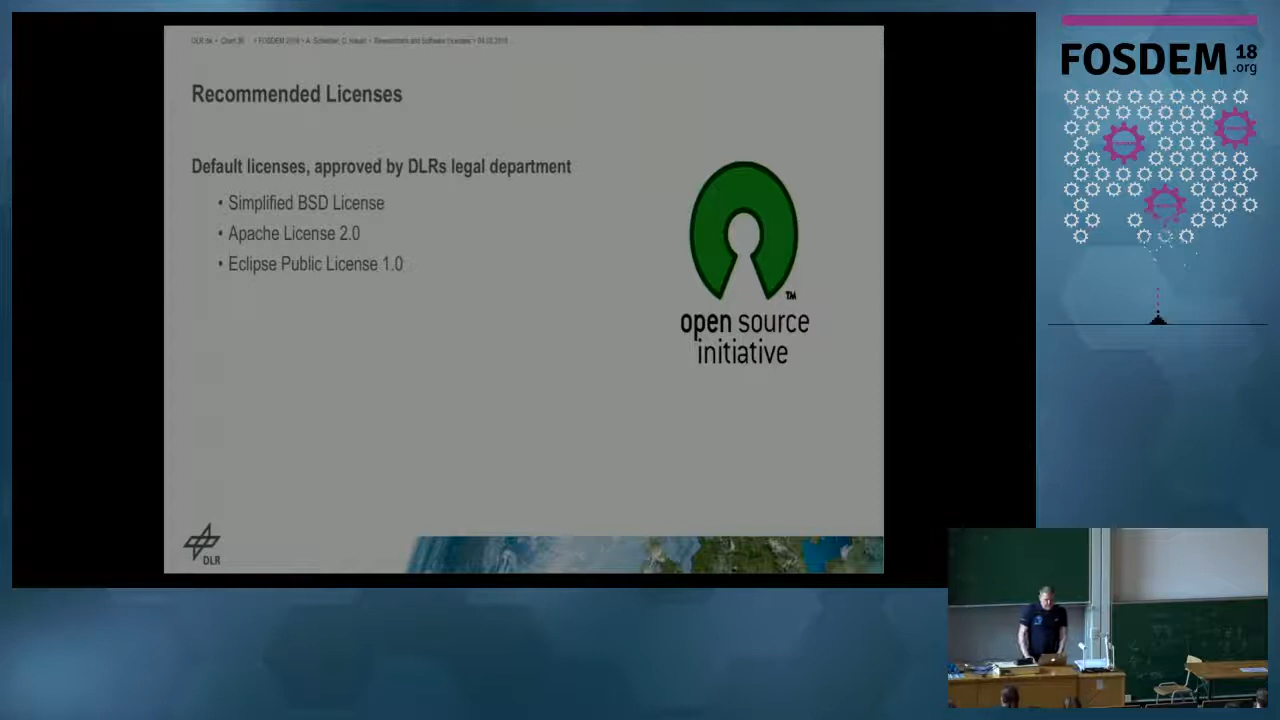 FOSDEM 18
.org
Recommended Licenses
Default licenses, approved by DLRs legal department
• Simplified BSD License
• Apache License 2.0
• Eclipse Public License 1.0
TM
open source
initiative
DLR